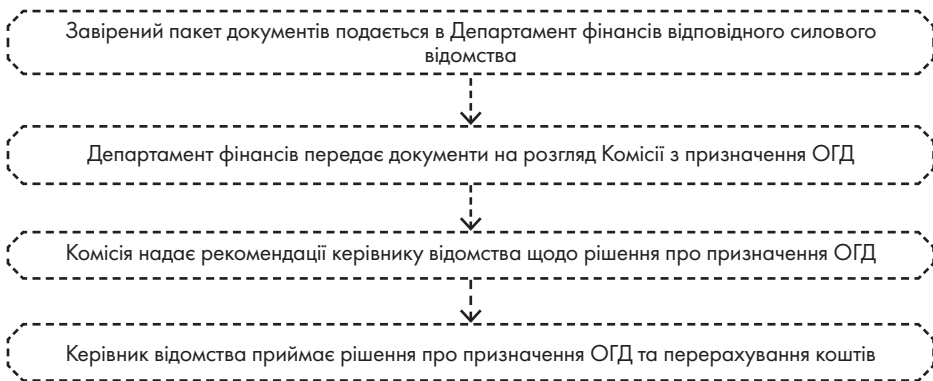 Завірений пакет документів подається в Департамент фінансів відповідного силового
відомства
Департамент фінансів передає документи на розгляд Комісії з призначення ОГД
Комісія надає рекомендації керівнику відомства щодо рішення про призначення ОГД
Керівник відомства приймає рішення про призначення ОГД та перерахування коштів